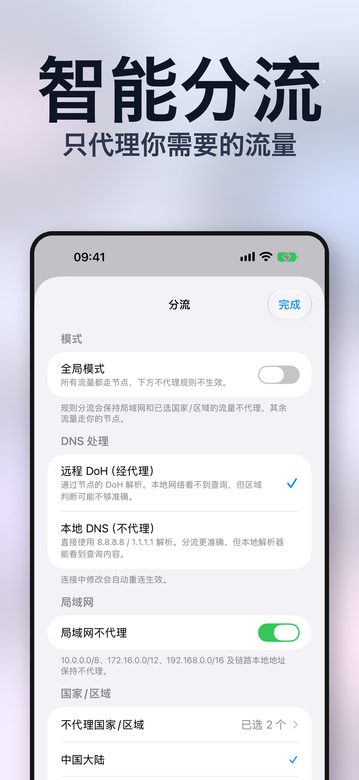 智能分流
只代理你需要的流量
09:41
分流
完成
模式
全局模式
所有流量都走节点，下方不代理规则不生效。
规则分流会保持局域网和已选国家/区域的流量不代理，其余
流量走你的节点。
DNS 处理
远程 DoH（经代理）
通过节点的 DoH 解析。本地网络看不到查询，但区域
判断可能不够准确。
本地 DNS（不代理）
直接使用 8.8.8.8 / 1.1.1.1 解析。分流更准确，但本地解析器
能看到查询内容。
连接中修改会自动重连生效。
局域网
局域网不代理
10.0.0.0/8、172.16.0.0/12、192.168.0.0/16 及链路本地地址
保持不代理。
国家/区域
不代理国家/区域
已选 2 个
中国大陆